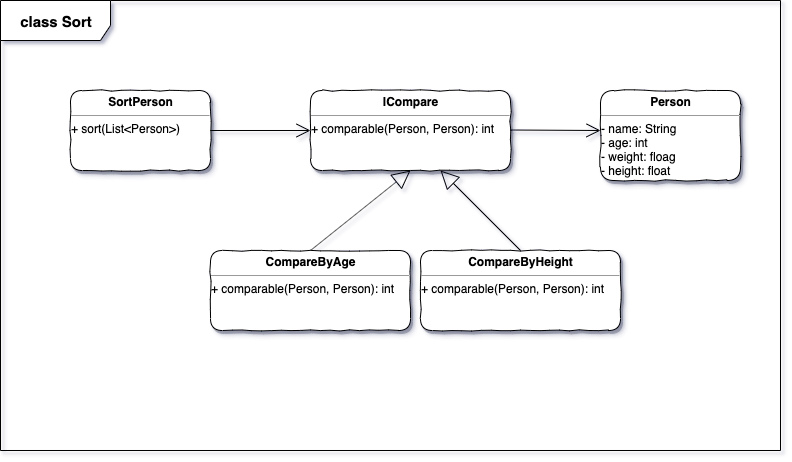 class Sort
SortPerson
+ sort(List<Person>)
ICompare
+ comparable(Person, Person): int
Person
- name: String
- age: int
- weight: floag
- height: float
CompareByAge
+ comparable(Person, Person): int
CompareByHeight
+ comparable(Person, Person): int